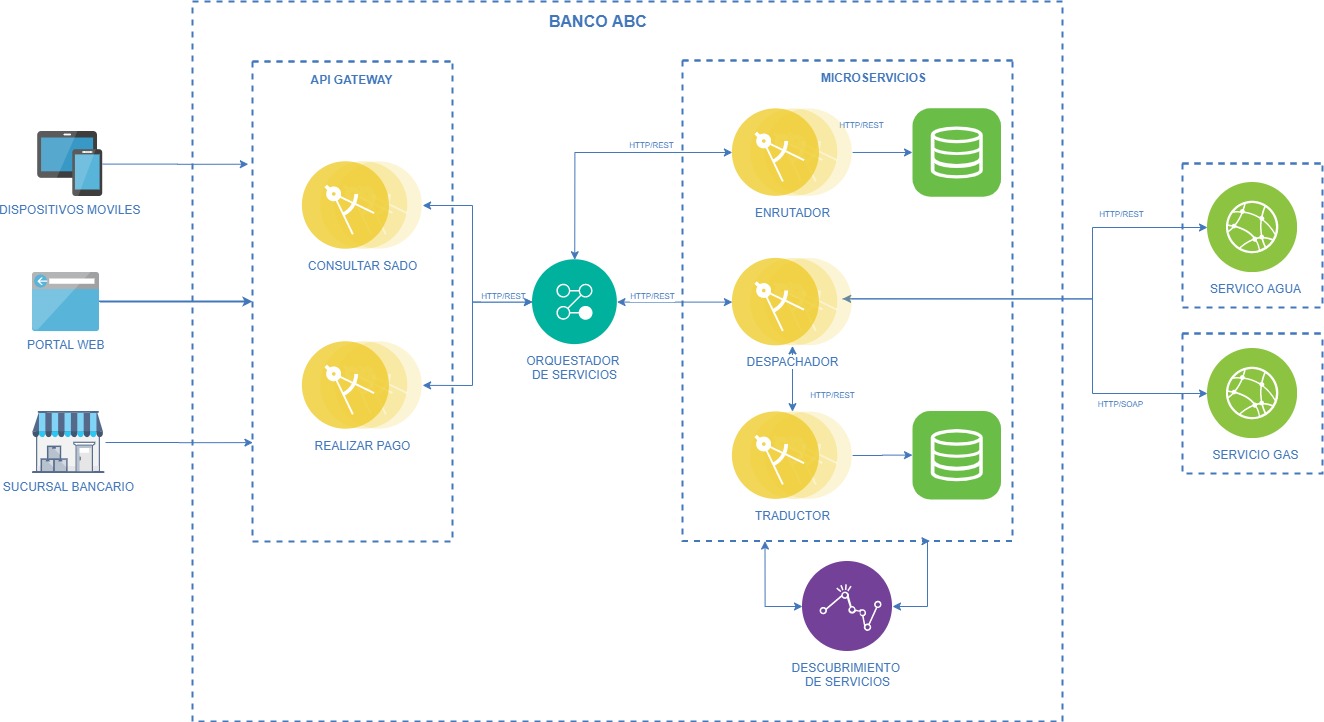 BANCO ABC
API GATEWAY
MICROSERVICIOS
DISPOSITIVOS MOVILES
PORTAL WEB
SUCURSAL BANCARIO
CONSULTAR SADO
REALIZAR PAGO
HTTP/REST
ORQUESTADOR
DE SERVICIOS
HTTP/REST
HTTP/REST
HTTP/REST
ENRUTADOR
DESPACHADOR
HTTP/REST
TRADUCTOR
DESCUBRIMIENTO
DE SERVICIOS
HTTP/REST
SERVICO AGUA
HTTP/SOAP
SERVICIO GAS